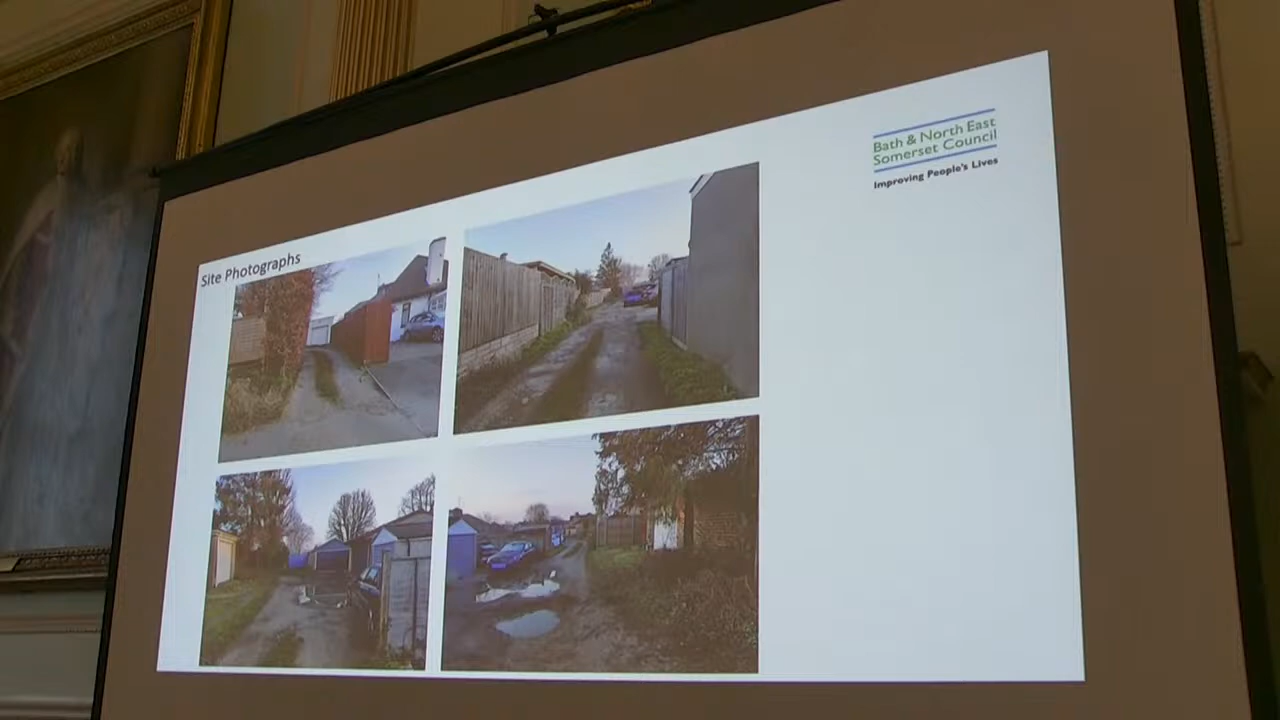 Site Photographs
Bath & North East
Somerset Council
Improving People's Lives